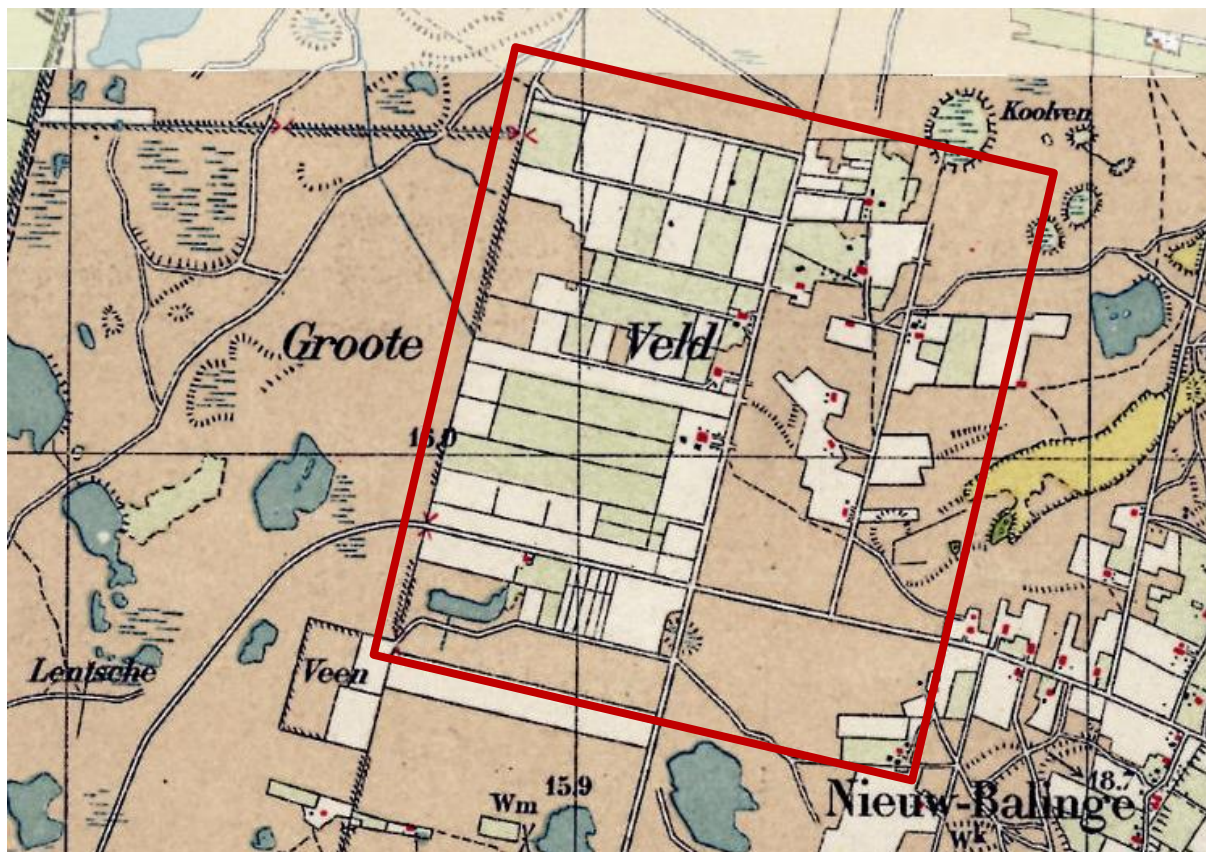 Koolven
Groote Veld
15.0
Lentsche Veen
15.9
Wm
18.7
Nieuw-Balinge
Wk